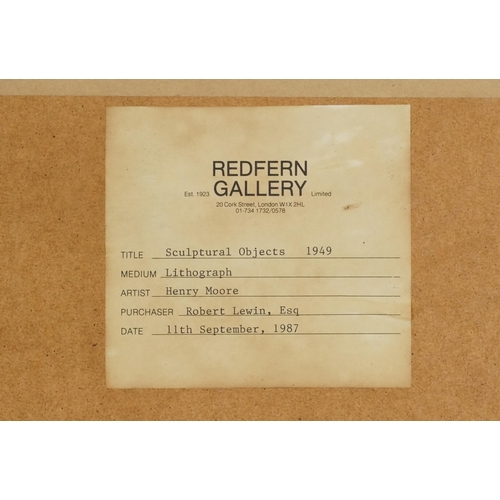 REDFERN
Est. 1923 GALLERY Limited
20 Cork Street, London W1X 2HL
01-734 1732/0578
TITLE Sculptural Objects 1949
MEDIUM Lithograph
ARTIST Henry Moore
PURCHASER Robert Lewin, Esq
DATE 11th September, 1987